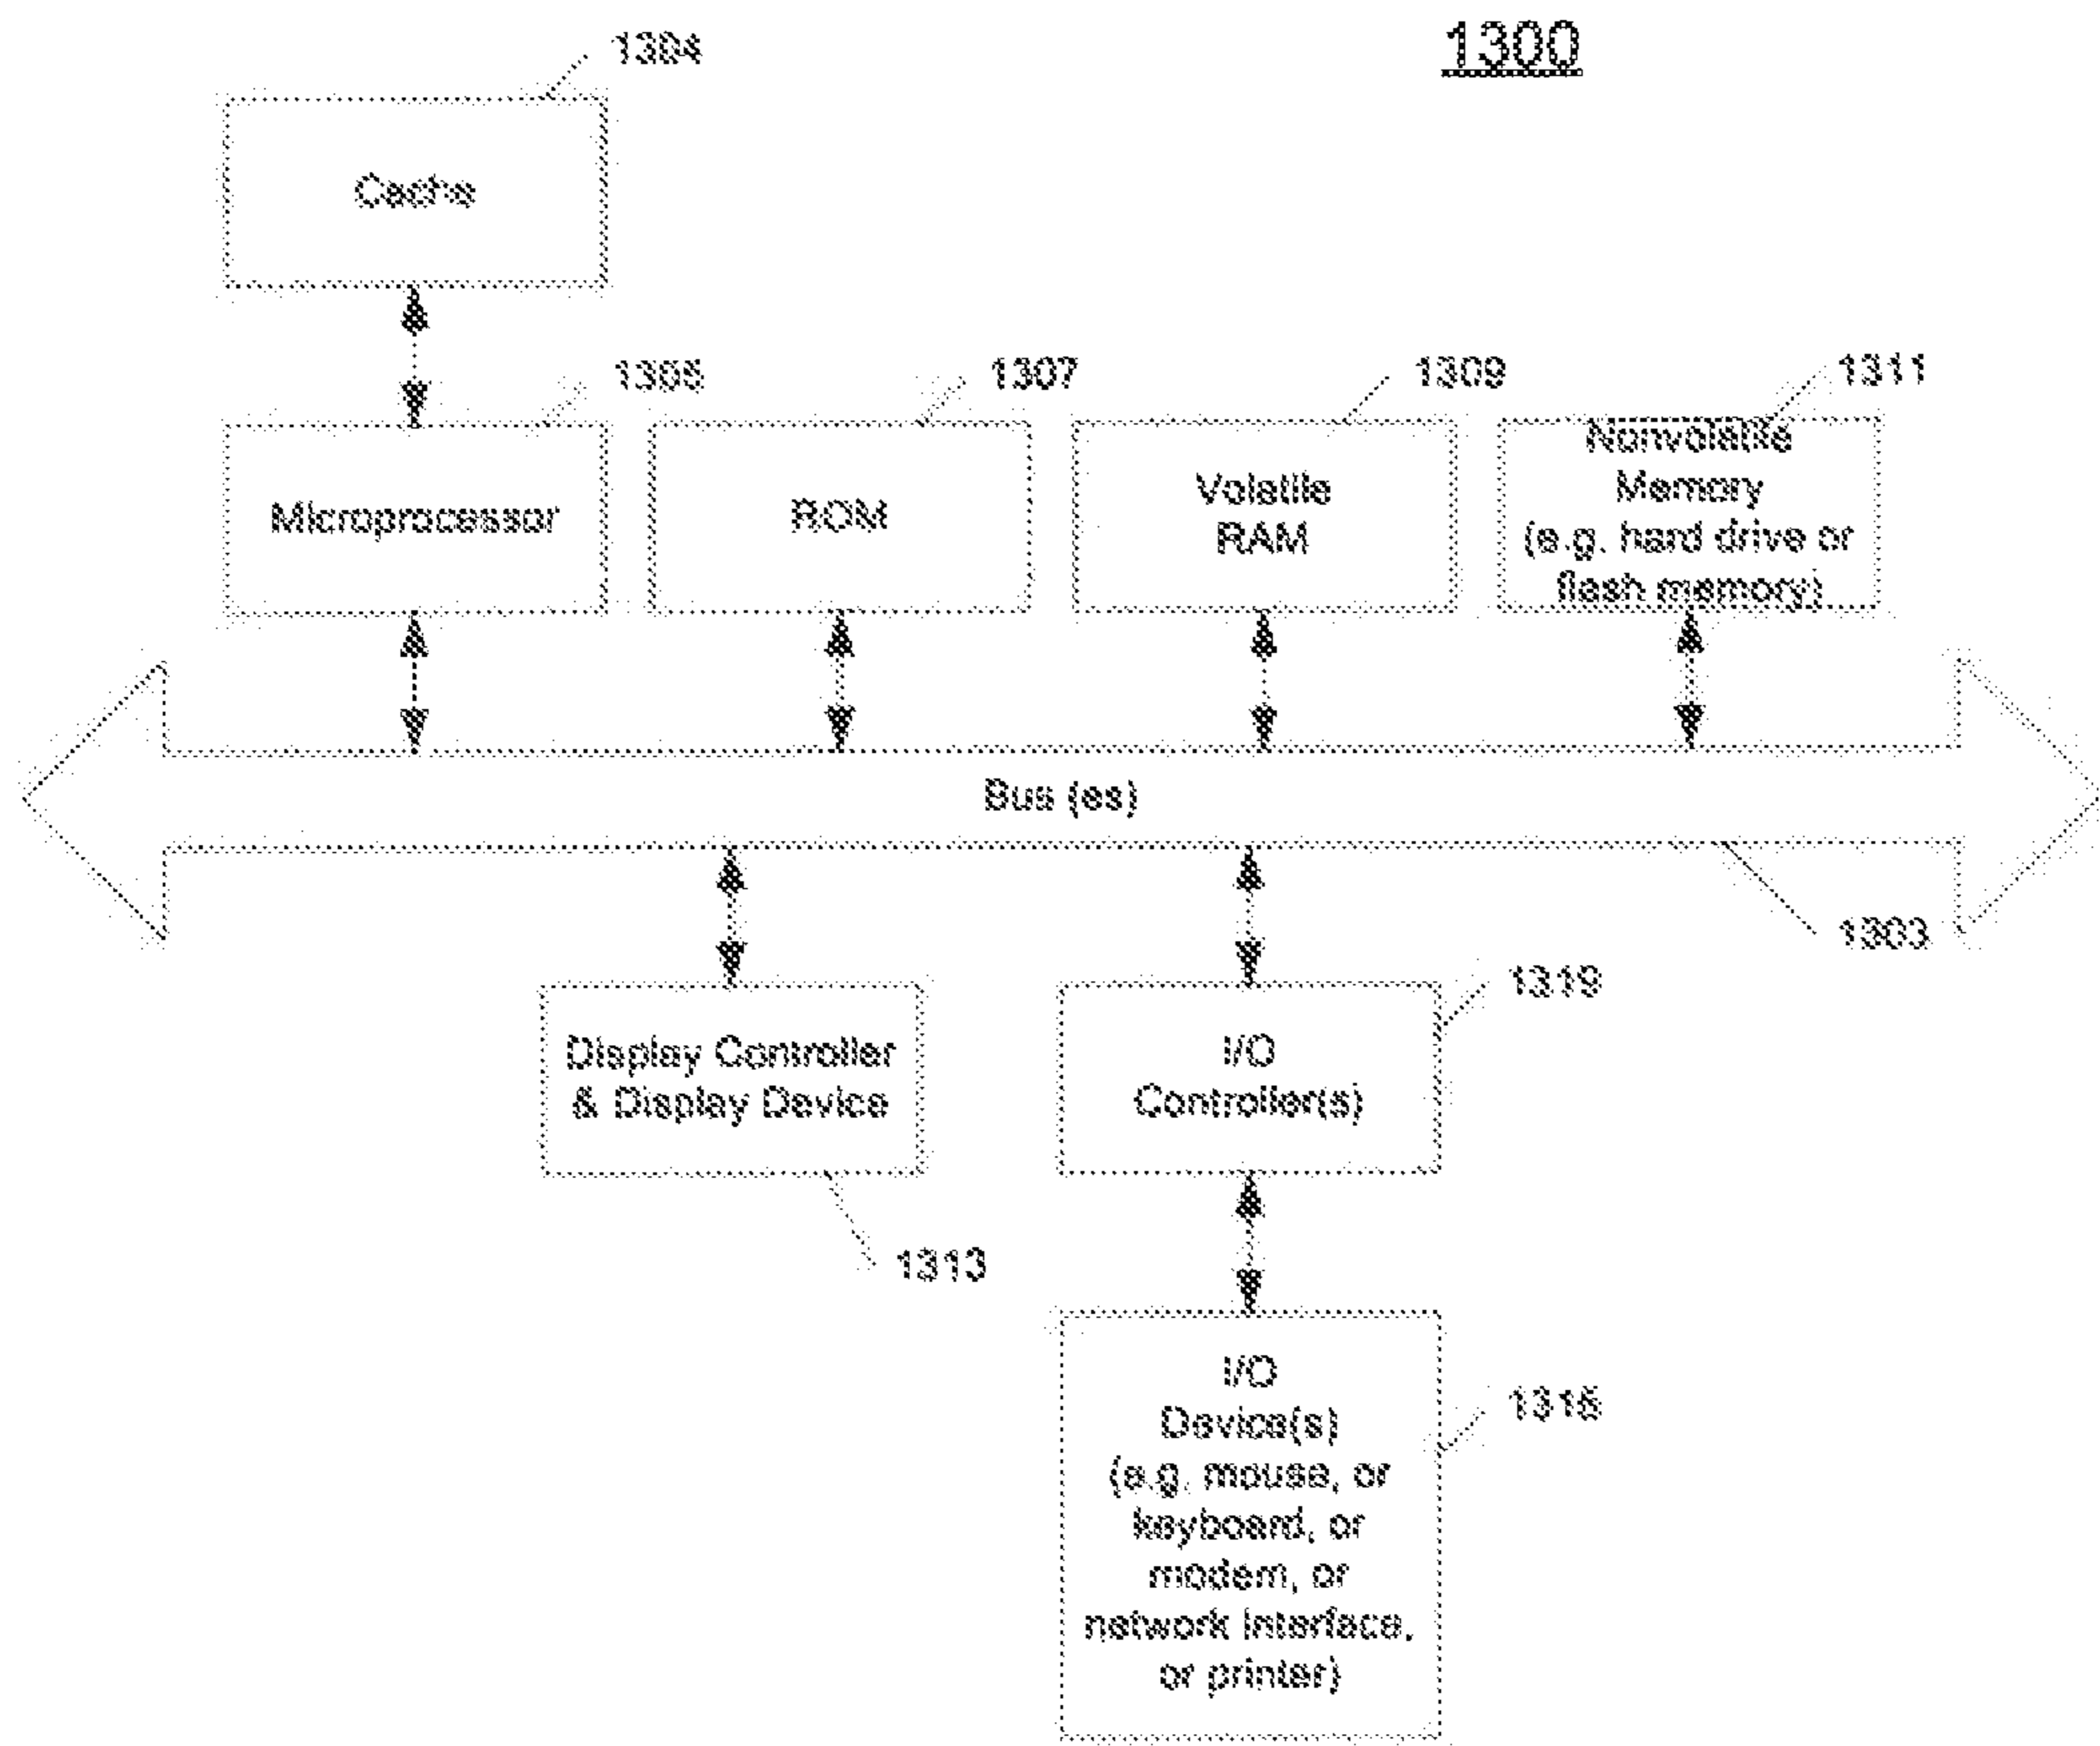 1300
1304
Cache
1305
1307
1309
1311
Microprocessor
ROM
Volatile
RAM
Nonvolatile
Memory
(e.g. hard drive or
flash memory)
Bus (es)
1303
Display Controller
& Display Device
1313
1319
I/O
Controller(s)
I/O
Device(s)
(e.g. mouse, or
keyboard, or
modem, or
network interface,
or printer)
1315